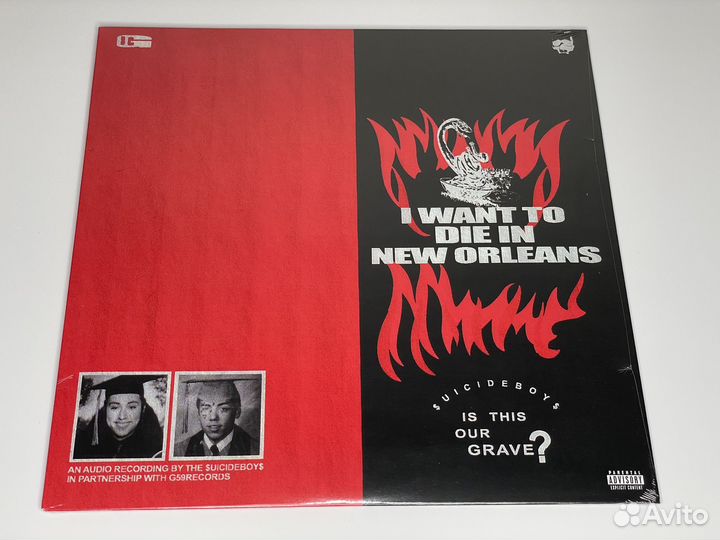 I WANT TO
DIE IN
NEW ORLEANS
$UICIDEBOY$
IS THIS
OUR
GRAVE?
AN AUDIO RECORDING BY THE $UICIDEBOY$
IN PARTNERSHIP WITH G59RECORDS
PARENTAL
ADVISORY
EXPLICIT CONTENT
Avito